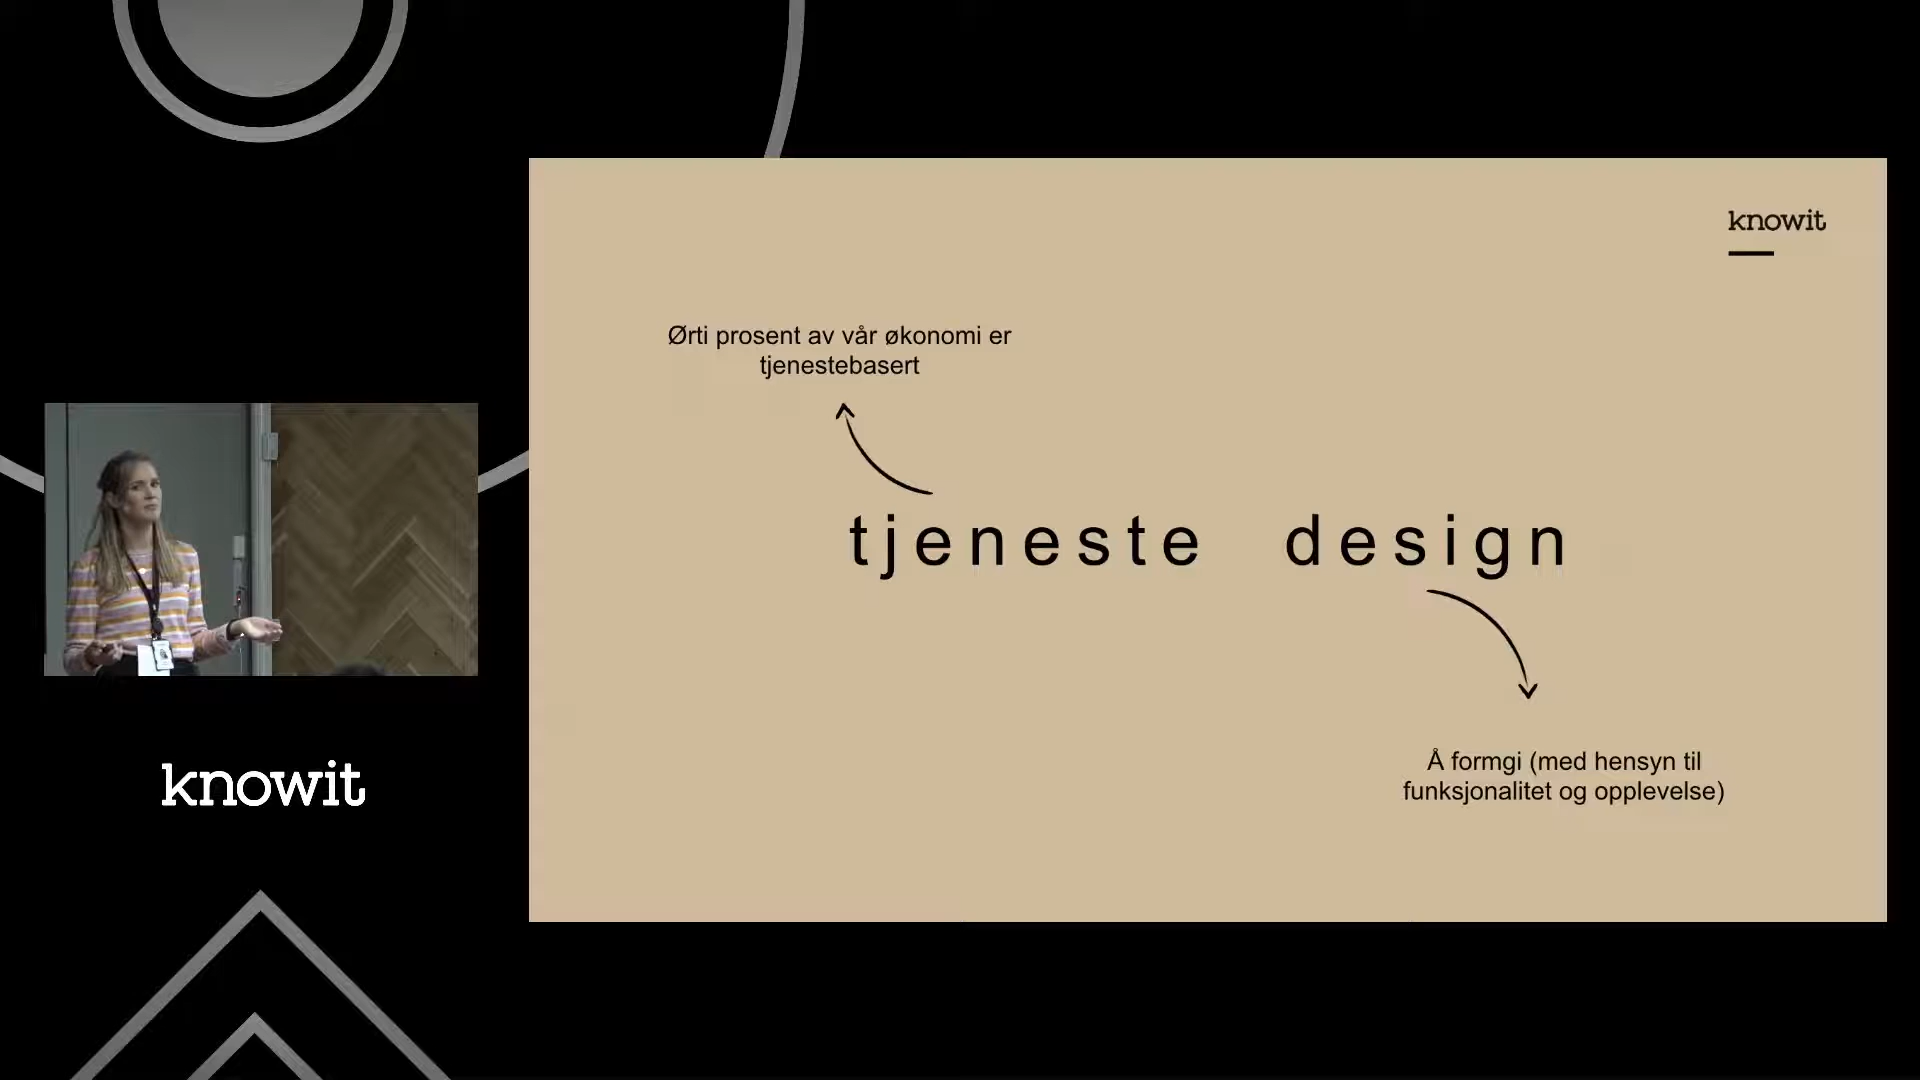 knowit
Ørti prosent av vår økonomi er
tjenestebasert
tjeneste design
Å formgi (med hensyn til
funksjonalitet og opplevelse)
knowit